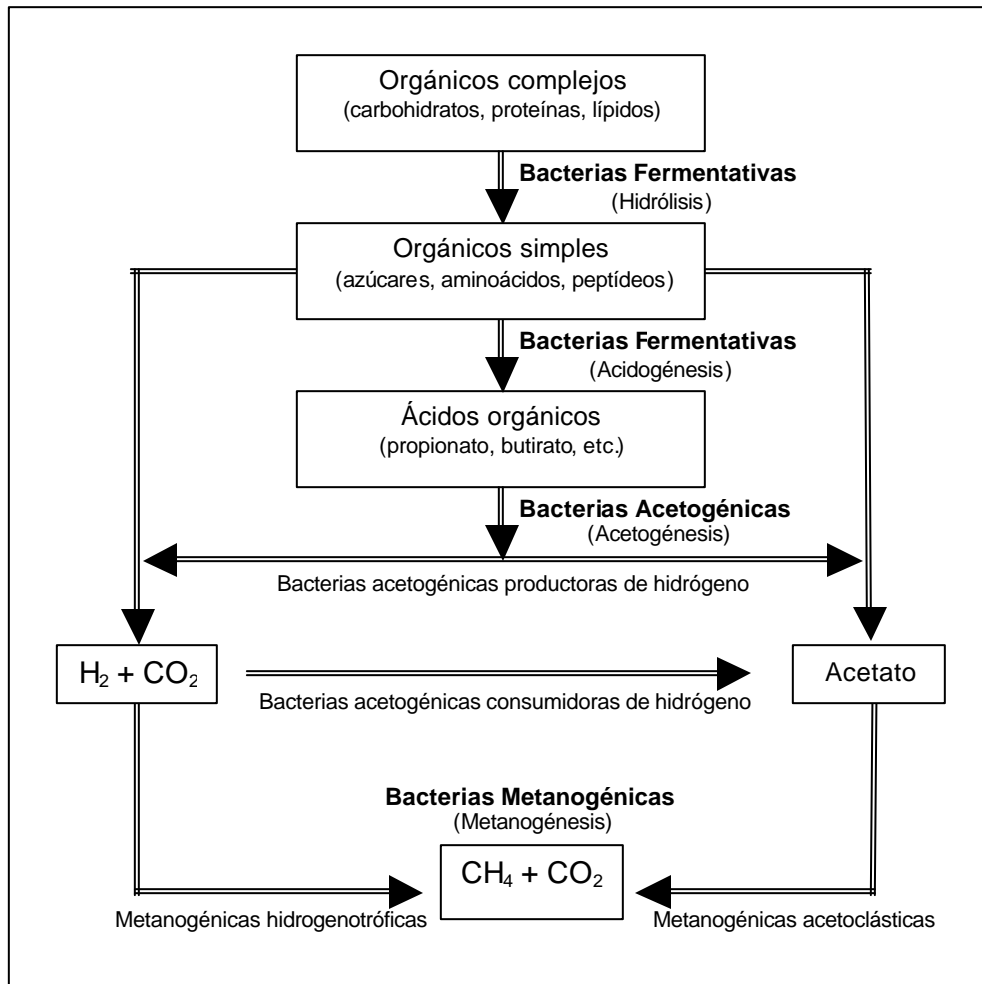 Orgánicos complejos
(carbohidratos, proteínas, lípidos)
Bacterias Fermentativas
(Hidrólisis)
Orgánicos simples
(azúcares, aminoácidos, peptídeos)
Bacterias Fermentativas
(Acidogénesis)
Ácidos orgánicos
(propionato, butirato, etc.)
Bacterias Acetogénicas
(Acetogénesis)
Bacterias acetogénicas productoras de hidrógeno
H₂ + CO₂
Acetato
Bacterias acetogénicas consumidoras de hidrógeno
Bacterias Metanogénicas
(Metanogénesis)
CH₄ + CO₂
Metanogénicas hidrogenotróficas
Metanogénicas acetoclásticas